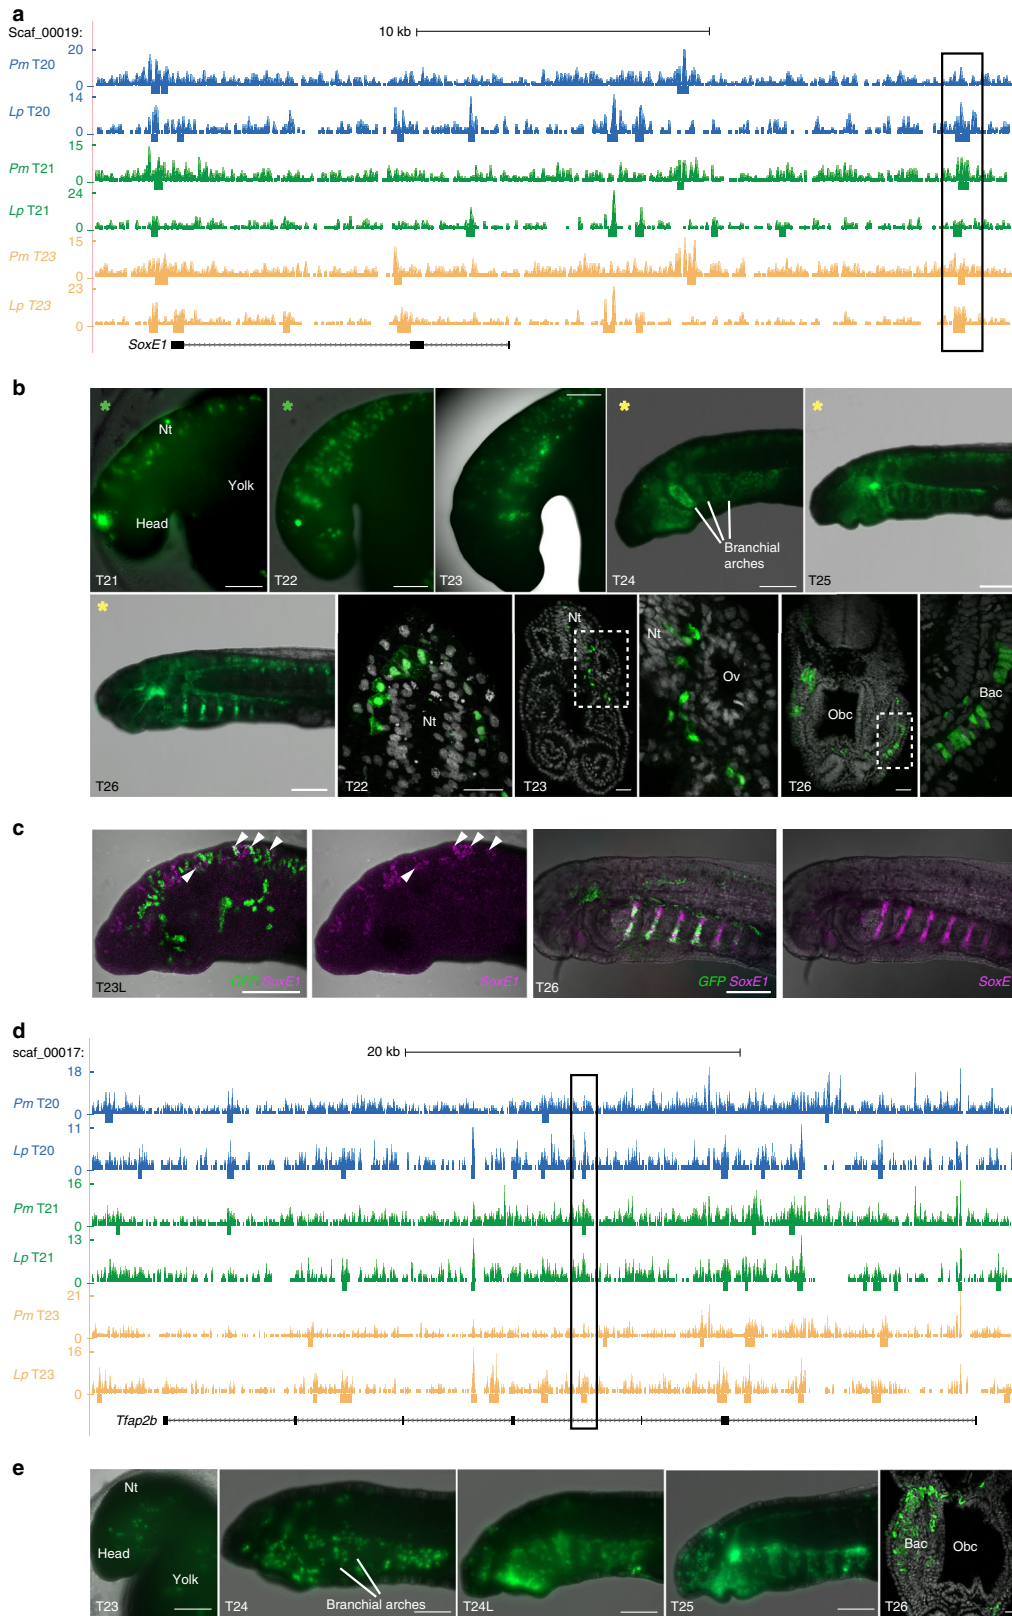 a
Scaf_00019:
10 kb
20
Pm T20
0
14
Lp T20
0
15
Pm T21
0
24
Lp T21
0
15
Pm T23
0
23
Lp T23
0
SoxE1
b
*
*
*
*
Nt
Yolk
Head
Branchial
arches
T21
T22
T23
T24
T25
*
Nt
Nt
Nt
Ov
Obc
Bac
T26
T22
T23
T26
c
T23L
GFP SoxE1
SoxE1
T26
GFP SoxE1
SoxE
d
scaf_00017:
20 kb
18
Pm T20
0
11
Lp T20
0
16
Pm T21
0
13
Lp T21
0
21
Pm T23
0
16
Lp T23
0
Tfap2b
e
Nt
Head
Yolk
Branchial arches
Bac
Obc
T23
T24
T24L
T25
T26